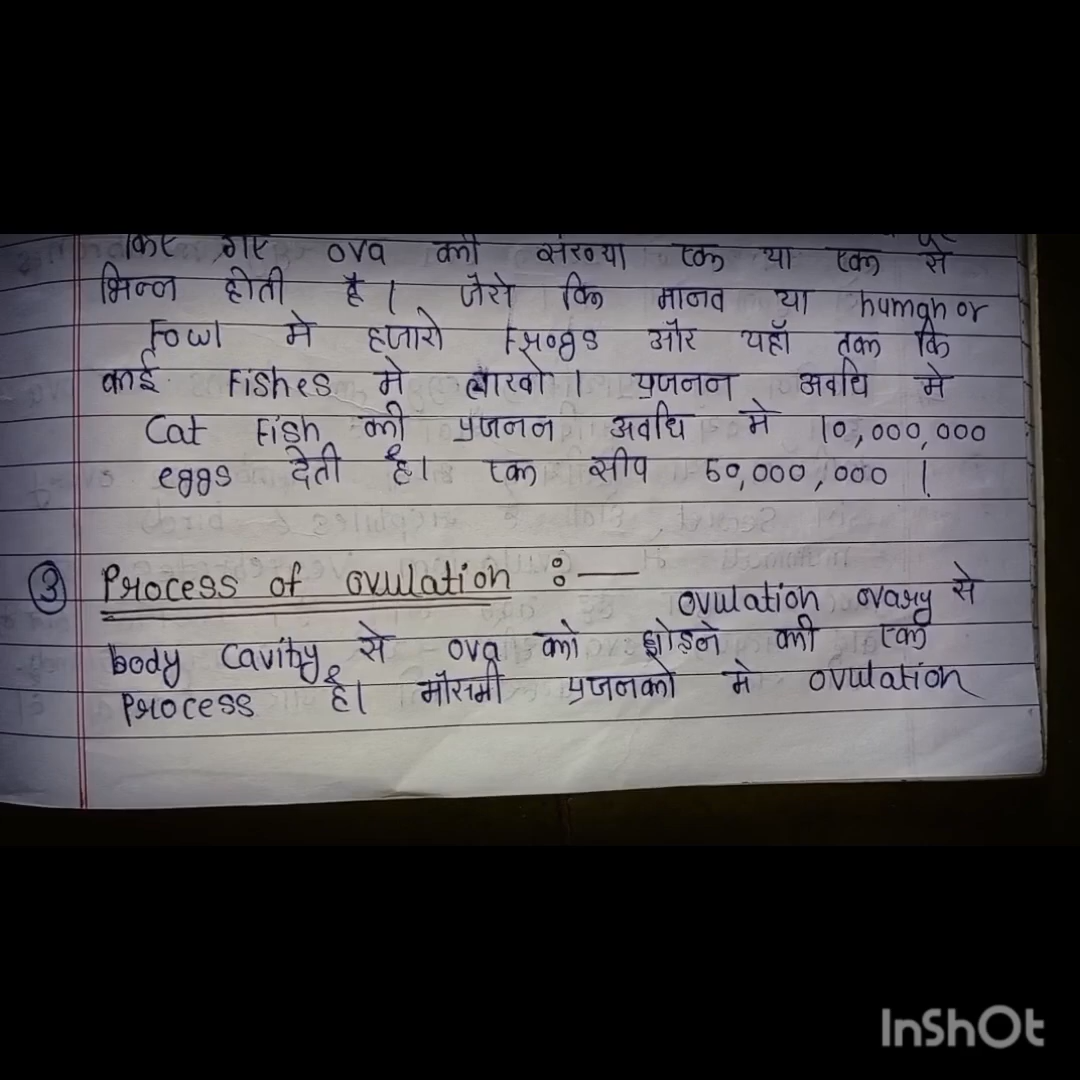 किए गए ova की संख्या एक या एक से
भिन्न होती है। जैसे कि मानव या human or
Fowl मे हजारो Frogs और यहाँ तक कि
कई Fishes मे लाखो। प्रजनन अवधि मे
Cat Fish की प्रजनन अवधि मे 10,000,000
eggs देती है। एक सीप 60,000,000 ।
③ Process of ovulation :—
ovulation ovary से
body cavity से ova को छोडने की एक
Process है। मौसमी प्रजनको मे ovulation
InShOt